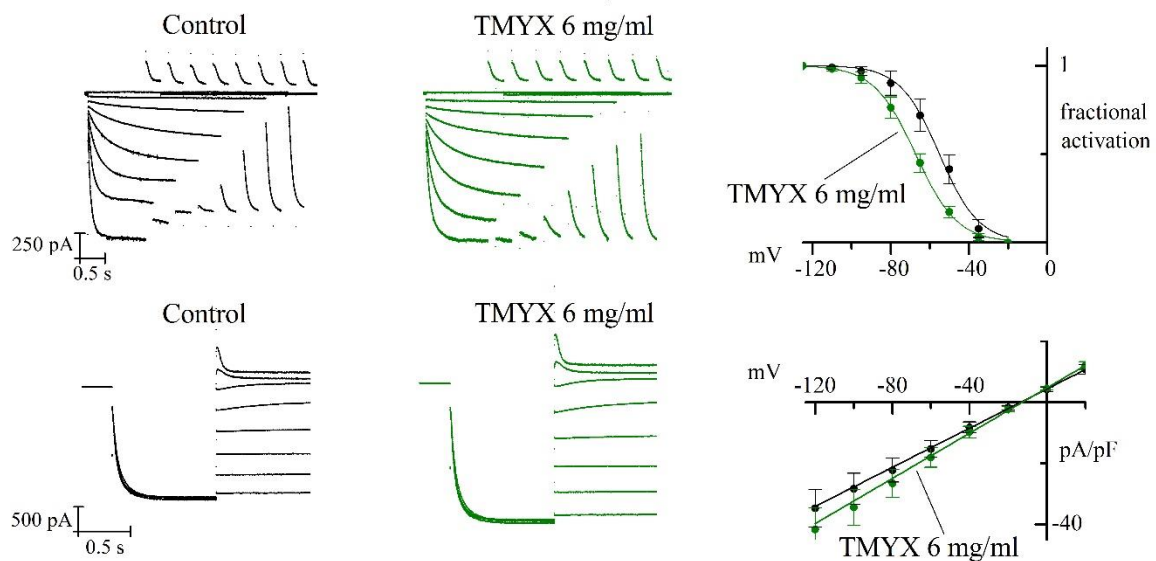 Control
TMYX 6 mg/ml
1
fractional
activation
TMYX 6 mg/ml
250 pA
0.5 s
mV
-120
-80
-40
0
Control
TMYX 6 mg/ml
mV
-120
-80
-40
0
pA/pF
500 pA
0.5 s
-40
TMYX 6 mg/ml